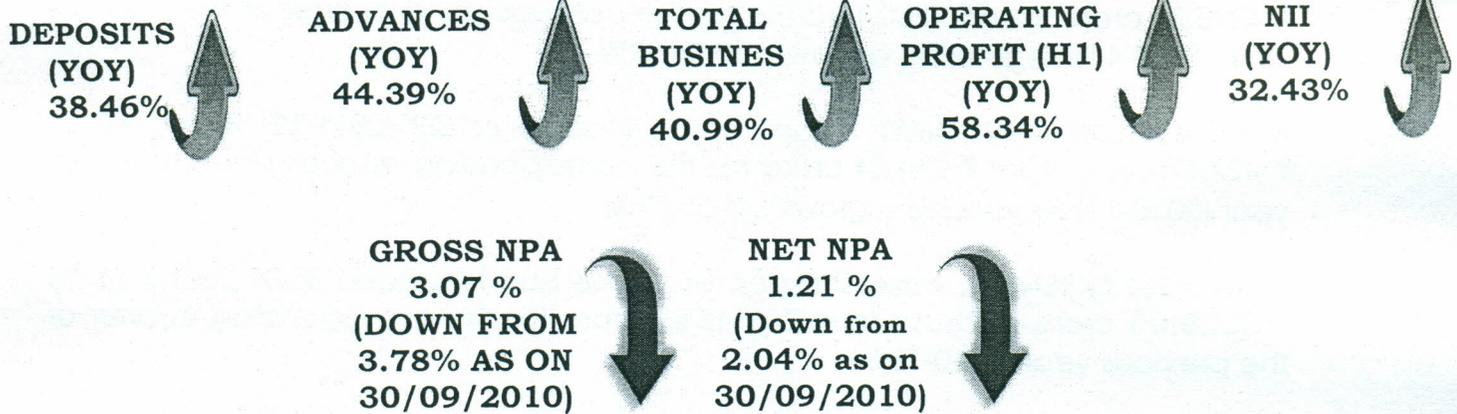 DEPOSITS
(YOY)
38.46%
ADVANCES
(YOY)
44.39%
TOTAL
BUSINES
(YOY)
40.99%
OPERATING
PROFIT (H1)
(YOY)
58.34%
NII
(YOY)
32.43%
GROSS NPA
3.07 %
(DOWN FROM
3.78% AS ON
30/09/2010)
NET NPA
1.21 %
(Down from
2.04% as on
30/09/2010)